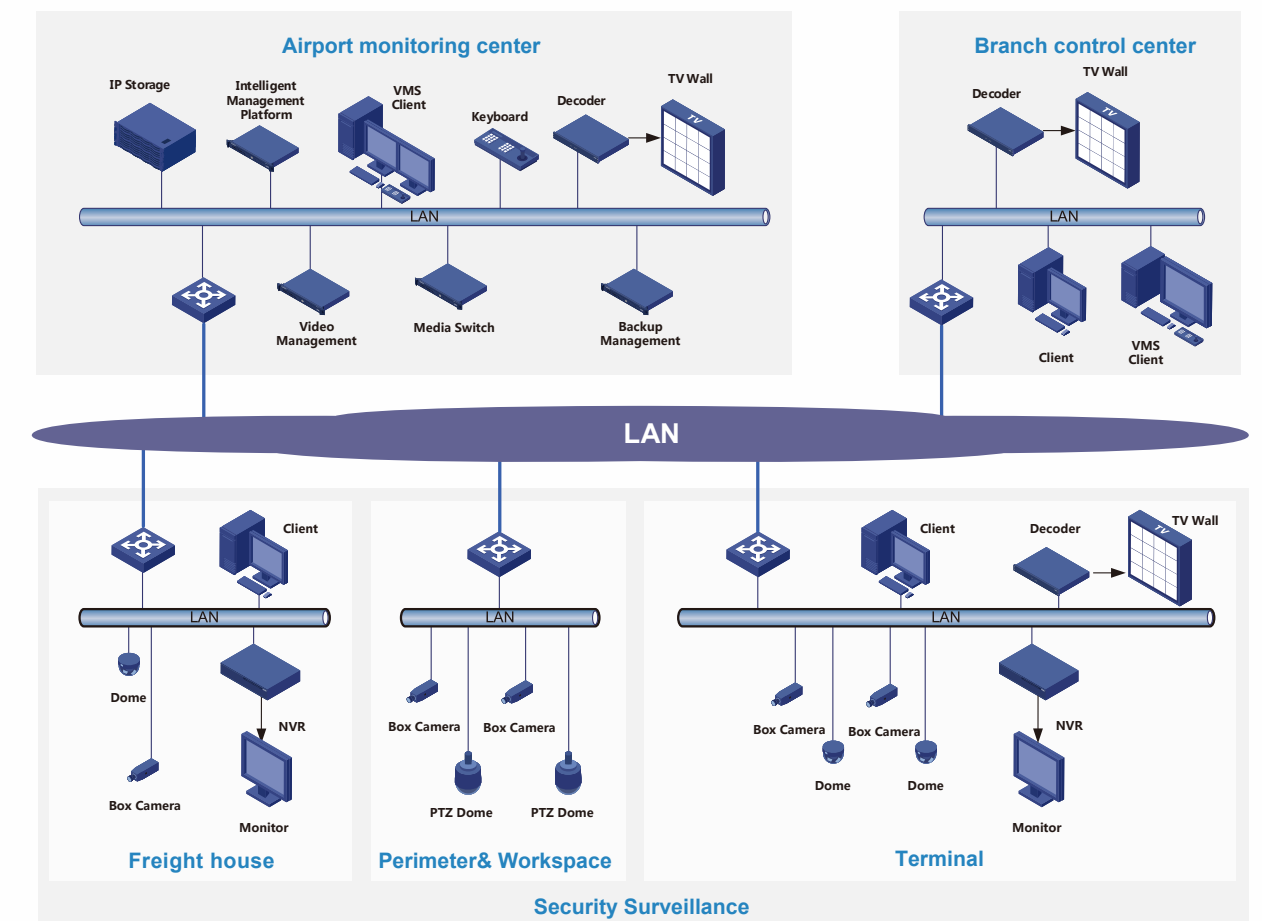 Airport monitoring center
IP Storage
Intelligent
Management
Platform
VMS
Client
Keyboard
Decoder
TV Wall
TV
LAN
Video
Management
Media Switch
Backup
Management
Branch control center
Decoder
TV Wall
TV
LAN
Client
VMS
Client
LAN
Client
LAN
Dome
Box Camera
NVR
Monitor
Freight house
LAN
Box Camera
Box Camera
PTZ Dome
PTZ Dome
Perimeter& Workspace
Client
Decoder
TV Wall
TV
LAN
Box Camera
Box Camera
Dome
Dome
NVR
Monitor
Terminal
Security Surveillance